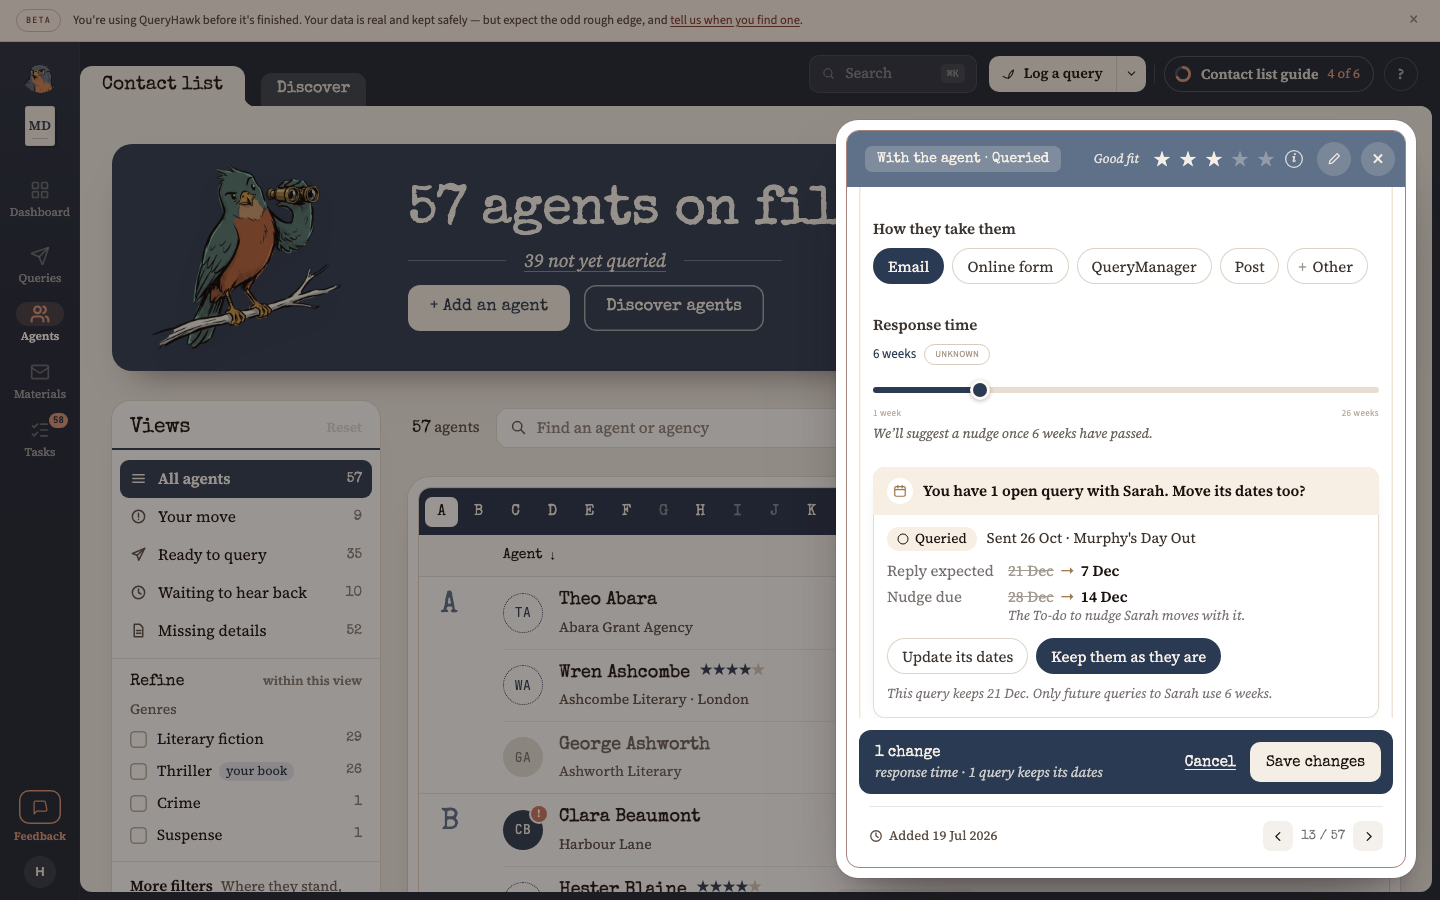 BETA You're using QueryHawk before it's finished. Your data is real and kept safely — but expect the odd rough edge, and tell us when you find one. ×
Contact list
Discover
Search ⌘K
Log a query
Contact list guide 4 of 6
?
MD
Dashboard
Queries
Agents
Materials
58
Tasks
Feedback
H
57 agents on fil
39 not yet queried
+ Add an agent
Discover agents
Views Reset
All agents 57
Your move 9
Ready to query 35
Waiting to hear back 10
Missing details 52
Refine within this view
Genres
Literary fiction 29
Thriller your book 26
Crime 1
Suspense 1
More filters Where they stand,
57 agents
Find an agent or agency
A B C D E F G H I J K
Agent ↓
A
TA Theo Abara
Abara Grant Agency
WA Wren Ashcombe ★★★★★
Ashcombe Literary · London
GA George Ashworth
Ashworth Literary
B
CB ! Clara Beaumont
Harbour Lane
Hester Blaine ★★★★★
With the agent · Queried
Good fit ★★★★★ i
How they take them
Email
Online form
QueryManager
Post
+ Other
Response time
6 weeks UNKNOWN
1 week 26 weeks
We'll suggest a nudge once 6 weeks have passed.
You have 1 open query with Sarah. Move its dates too?
Queried Sent 26 Oct · Murphy's Day Out
Reply expected 21 Dec → 7 Dec
Nudge due 28 Dec → 14 Dec
The To-do to nudge Sarah moves with it.
Update its dates
Keep them as they are
This query keeps 21 Dec. Only future queries to Sarah use 6 weeks.
1 change
response time · 1 query keeps its dates
Cancel
Save changes
Added 19 Jul 2026
13 / 57